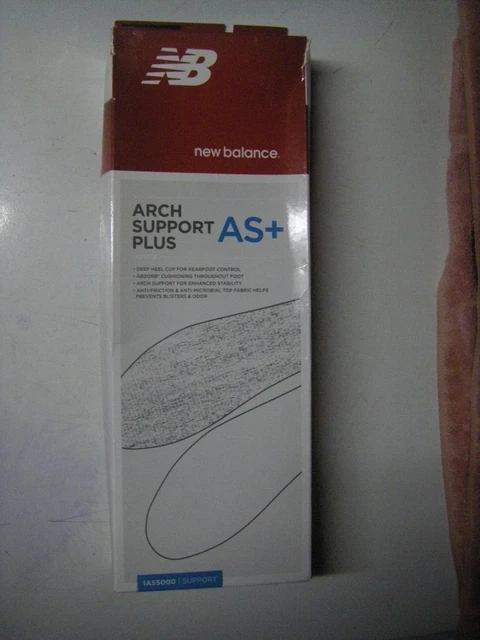 NB
new balance.
ARCH
SUPPORT
PLUS
AS+
• DEEP HEEL CUP FOR REARFOOT CONTROL
• ABZORB® CUSHIONING THROUGHOUT FOOT
• ARCH SUPPORT FOR ENHANCED STABILITY
• ANTI-FRICTION & ANTI-MICROBIAL TOP FABRIC HELPS
PREVENTS BLISTERS & ODOR
IAS5000 | SUPPORT